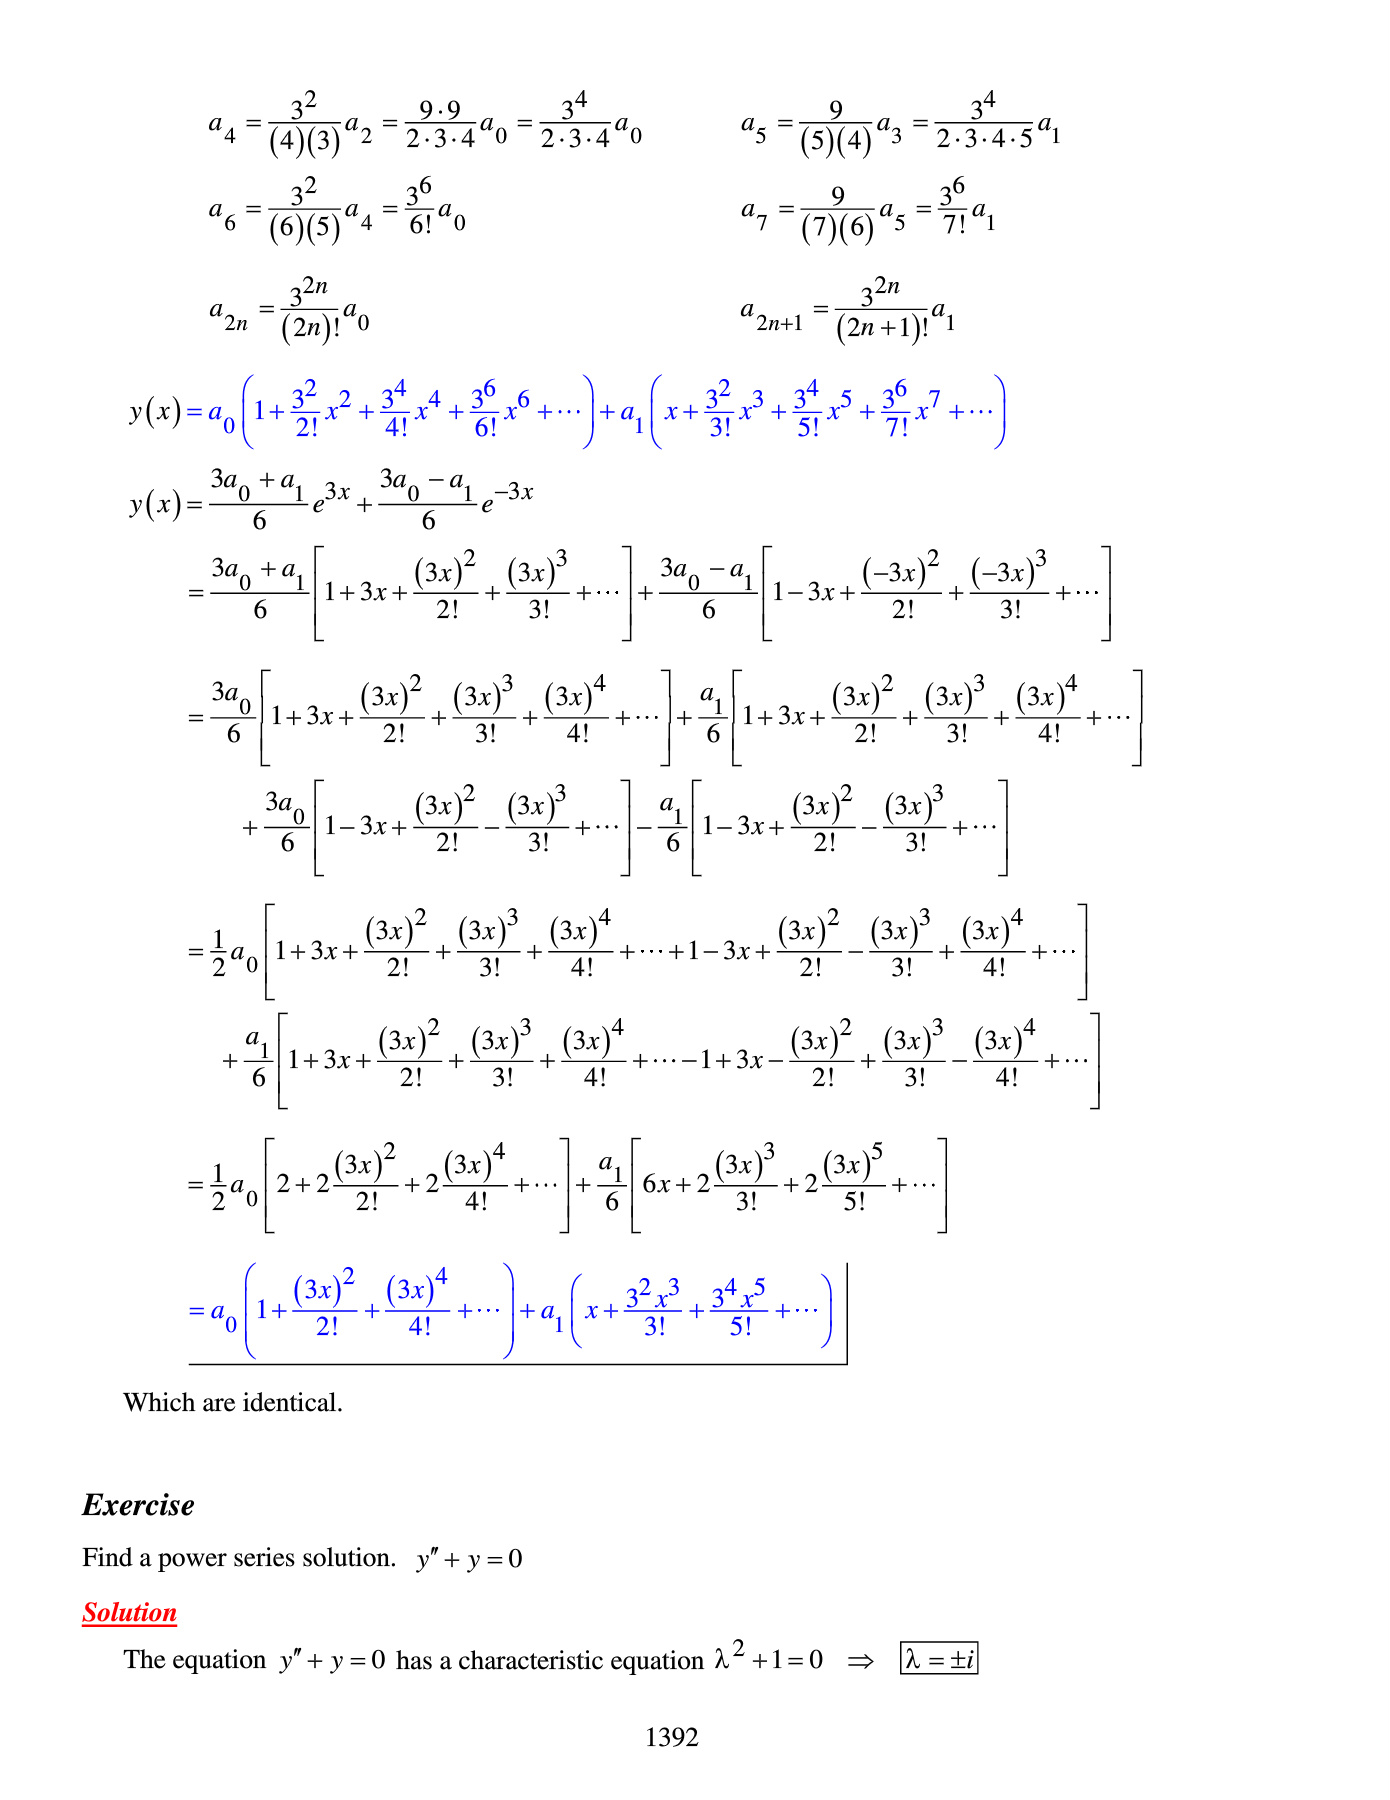 a_4 = \frac{3^2}{(4)(3)} a_2 = \frac{9 \cdot 9}{2 \cdot 3 \cdot 4} a_0 = \frac{3^4}{2 \cdot 3 \cdot 4} a_0    a_5 = \frac{9}{(5)(4)} a_3 = \frac{3^4}{2 \cdot 3 \cdot 4 \cdot 5} a_1
a_6 = \frac{3^2}{(6)(5)} a_4 = \frac{3^6}{6!} a_0    a_7 = \frac{9}{(7)(6)} a_5 = \frac{3^6}{7!} a_1
a_{2n} = \frac{3^{2n}}{(2n)!} a_0    a_{2n+1} = \frac{3^{2n}}{(2n+1)!} a_1
y(x) = a_0 \left( 1 + \frac{3^2}{2!} x^2 + \frac{3^4}{4!} x^4 + \frac{3^6}{6!} x^6 + \cdots \right) + a_1 \left( x + \frac{3^2}{3!} x^3 + \frac{3^4}{5!} x^5 + \frac{3^6}{7!} x^7 + \cdots \right)
y(x) = \frac{3a_0 + a_1}{6} e^{3x} + \frac{3a_0 - a_1}{6} e^{-3x}
= \frac{3a_0 + a_1}{6} \left[ 1 + 3x + \frac{(3x)^2}{2!} + \frac{(3x)^3}{3!} + \cdots \right] + \frac{3a_0 - a_1}{6} \left[ 1 - 3x + \frac{(-3x)^2}{2!} + \frac{(-3x)^3}{3!} + \cdots \right]
= \frac{3a_0}{6} \left[ 1 + 3x + \frac{(3x)^2}{2!} + \frac{(3x)^3}{3!} + \frac{(3x)^4}{4!} + \cdots \right] + \frac{a_1}{6} \left[ 1 + 3x + \frac{(3x)^2}{2!} + \frac{(3x)^3}{3!} + \frac{(3x)^4}{4!} + \cdots \right]
+ \frac{3a_0}{6} \left[ 1 - 3x + \frac{(3x)^2}{2!} - \frac{(3x)^3}{3!} + \cdots \right] - \frac{a_1}{6} \left[ 1 - 3x + \frac{(3x)^2}{2!} - \frac{(3x)^3}{3!} + \cdots \right]
= \frac{1}{2} a_0 \left[ 1 + 3x + \frac{(3x)^2}{2!} + \frac{(3x)^3}{3!} + \frac{(3x)^4}{4!} + \cdots + 1 - 3x + \frac{(3x)^2}{2!} - \frac{(3x)^3}{3!} + \frac{(3x)^4}{4!} + \cdots \right]
+ \frac{a_1}{6} \left[ 1 + 3x + \frac{(3x)^2}{2!} + \frac{(3x)^3}{3!} + \frac{(3x)^4}{4!} + \cdots - 1 + 3x - \frac{(3x)^2}{2!} + \frac{(3x)^3}{3!} - \frac{(3x)^4}{4!} + \cdots \right]
= \frac{1}{2} a_0 \left[ 2 + 2 \frac{(3x)^2}{2!} + 2 \frac{(3x)^4}{4!} + \cdots \right] + \frac{a_1}{6} \left[ 6x + 2 \frac{(3x)^3}{3!} + 2 \frac{(3x)^5}{5!} + \cdots \right]
= a_0 \left( 1 + \frac{(3x)^2}{2!} + \frac{(3x)^4}{4!} + \cdots \right) + a_1 \left( x + \frac{3^2 x^3}{3!} + \frac{3^4 x^5}{5!} + \cdots \right)
Which are identical.
Exercise
Find a power series solution. y'' + y = 0
Solution
The equation y'' + y = 0 has a characteristic equation λ^2 + 1 = 0 ⇒ λ = ±i
1392